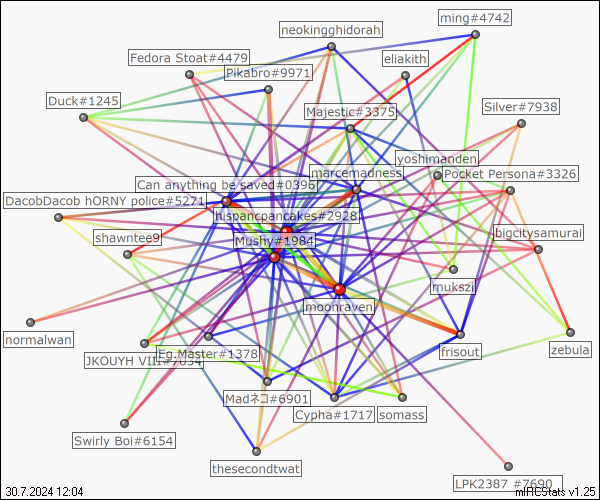 neokingghidorah
ming#4742
Fedora Stoat#4479
eliakith
Pikabro#9971
Duck#1245
Majestic#3375
Silver#7938
yoshimanden
marcemadness
Pocket Persona#3326
Can anything be saved#0396
DacobDacob hORNY police#5271
hispancpancakes#2928
shawntee9
Mushy#1984
bigcitysamurai
mukszi
moonraven
normalwan
JKOUYH VIII#7034
Eg.Master#1378
frisout
zebula
Madネコ#6901
Cypha#1717
somass
Swirly Boi#6154
thesecondtwat
LPK2387 #7690
30.7.2024 12:04
mIRCStats v1.25